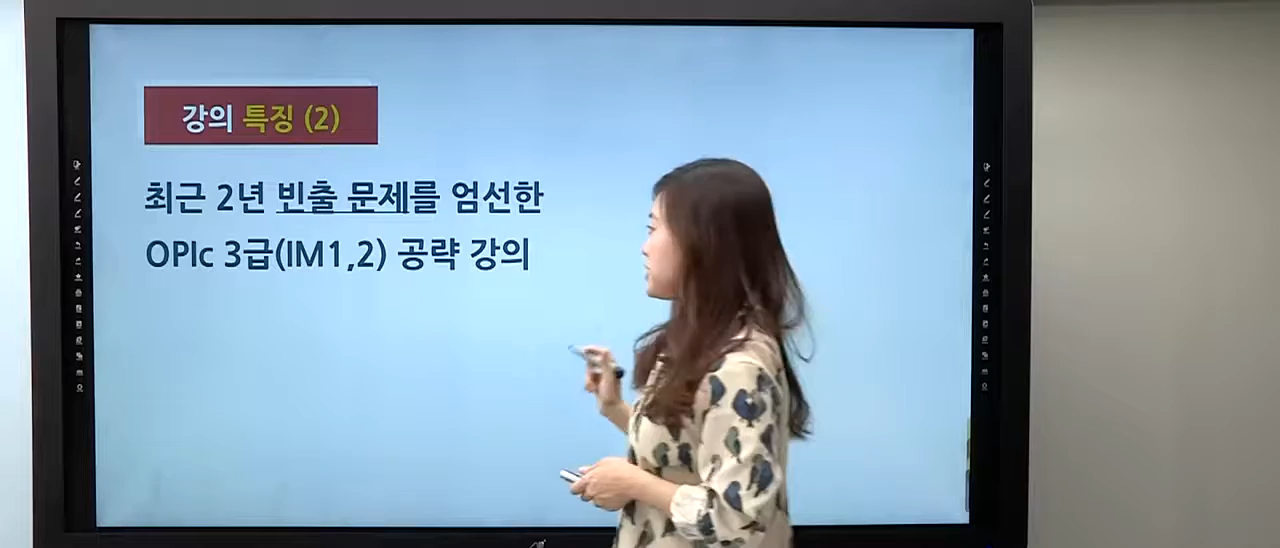 강의 특징 (2)
최근 2년 빈출 문제를 엄선한
OPIc 3급(IM1,2) 공략 강의